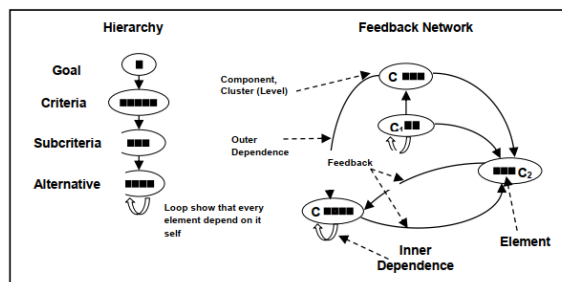 Hierarchy
Feedback Network
Goal
Criteria
Subcriteria
Alternative
Loop show that every
element depend on it
self
Component,
Cluster (Level)
C
C1
Outer
Dependence
Feedback
C2
C
Inner
Dependence
Element